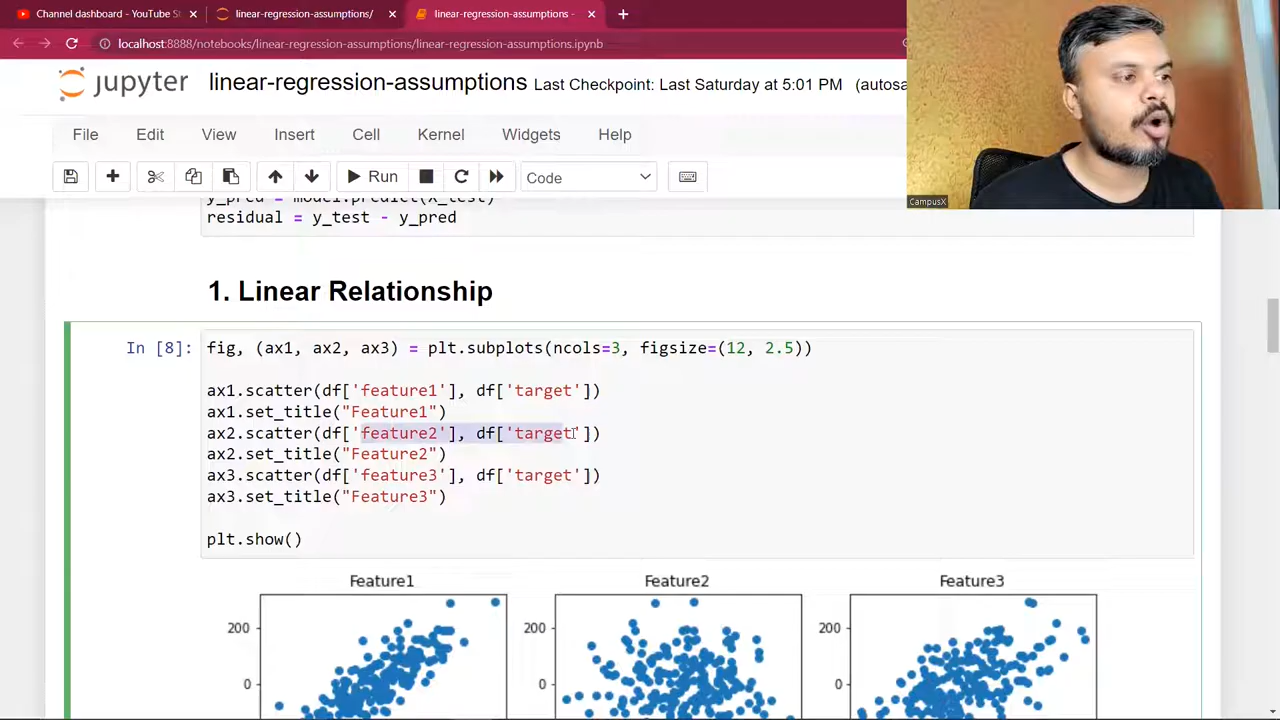 Channel dashboard - YouTube St
linear-regression-assumptions/
linear-regression-assumptions -
localhost:8888/notebooks/linear-regression-assumptions/linear-regression-assumptions.ipynb
jupyter linear-regression-assumptions Last Checkpoint: Last Saturday at 5:01 PM (autosa
File Edit View Insert Cell Kernel Widgets Help
Run Code
CampusX
y_pred = model.predict(X_test)
residual = y_test - y_pred
1. Linear Relationship
In [8]: fig, (ax1, ax2, ax3) = plt.subplots(ncols=3, figsize=(12, 2.5))
ax1.scatter(df['feature1'], df['target'])
ax1.set_title("Feature1")
ax2.scatter(df['feature2'], df['target'])
ax2.set_title("Feature2")
ax3.scatter(df['feature3'], df['target'])
ax3.set_title("Feature3")
plt.show()
Feature1 Feature2 Feature3
200 200 200
0 0 0